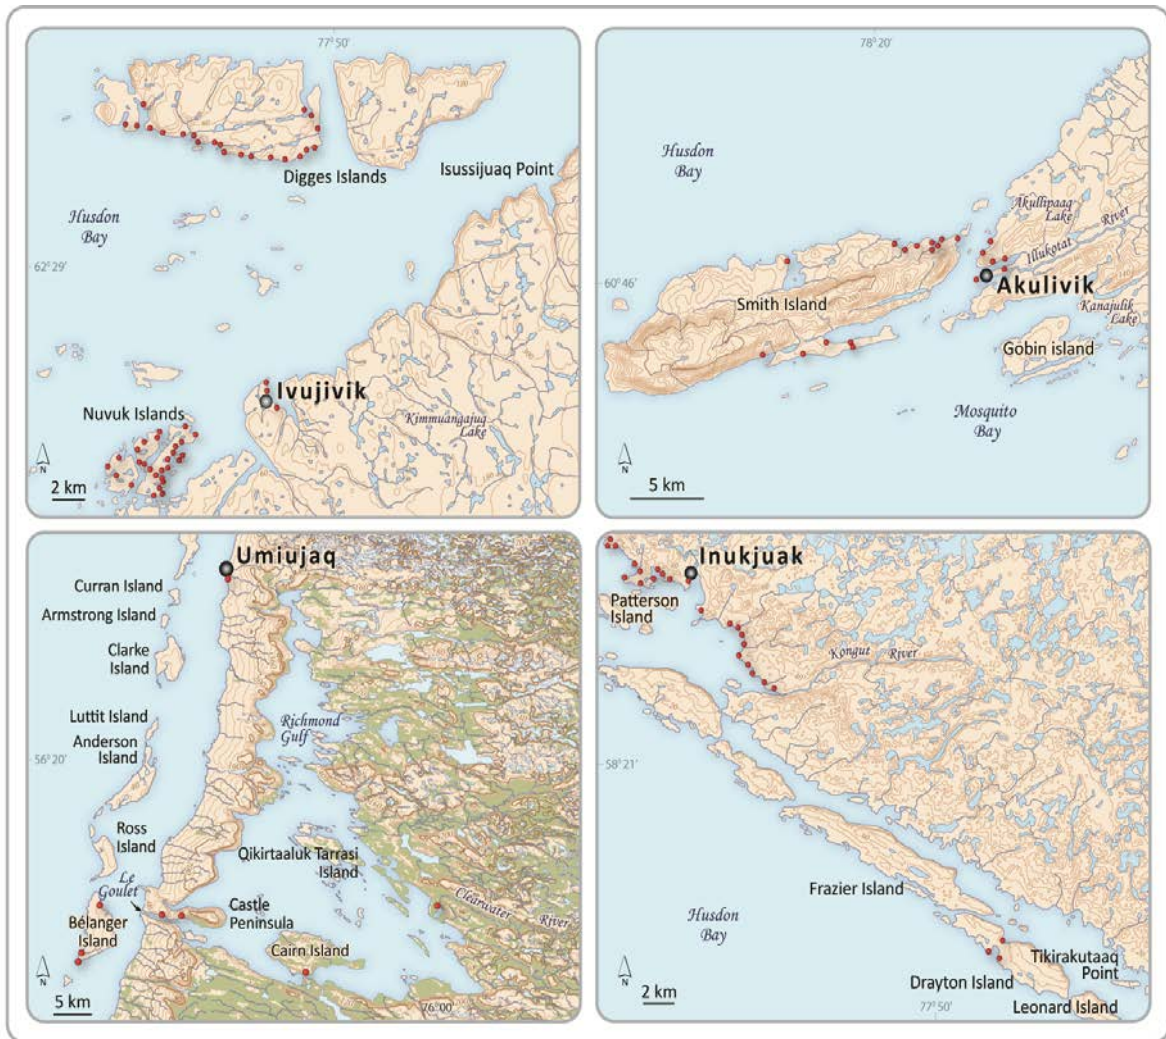 77° 50'
Digges Islands
Isussijuaq Point
Husdon
Bay
62° 29'
Ivujivik
Nuvuk Islands
Kimmuangajuq
Lake
N
2 km
78° 20'
Husdon
Bay
Akullipaaq
Lake
Illukotat River
60° 46'
Akulivik
Smith Island
Kanajulik
Lake
Gobin island
Mosquito
Bay
N
5 km
Umiujaq
Curran Island
Armstrong Island
Clarke
Island
Luttit Island
Richmond
Gulf
Anderson
Island
56° 20'
Ross
Island
Qikirtaaluk Tarrasi
Island
Le
Goulet
Clearwater
River
Castle
Peninsula
Bélanger
Island
Cairn Island
N
5 km
76° 00'
Inukjuak
Patterson
Island
Kongut River
58° 21'
Frazier Island
Husdon
Bay
Tikirakutaaq
Point
Drayton Island
N
2 km
77° 50'
Leonard Island